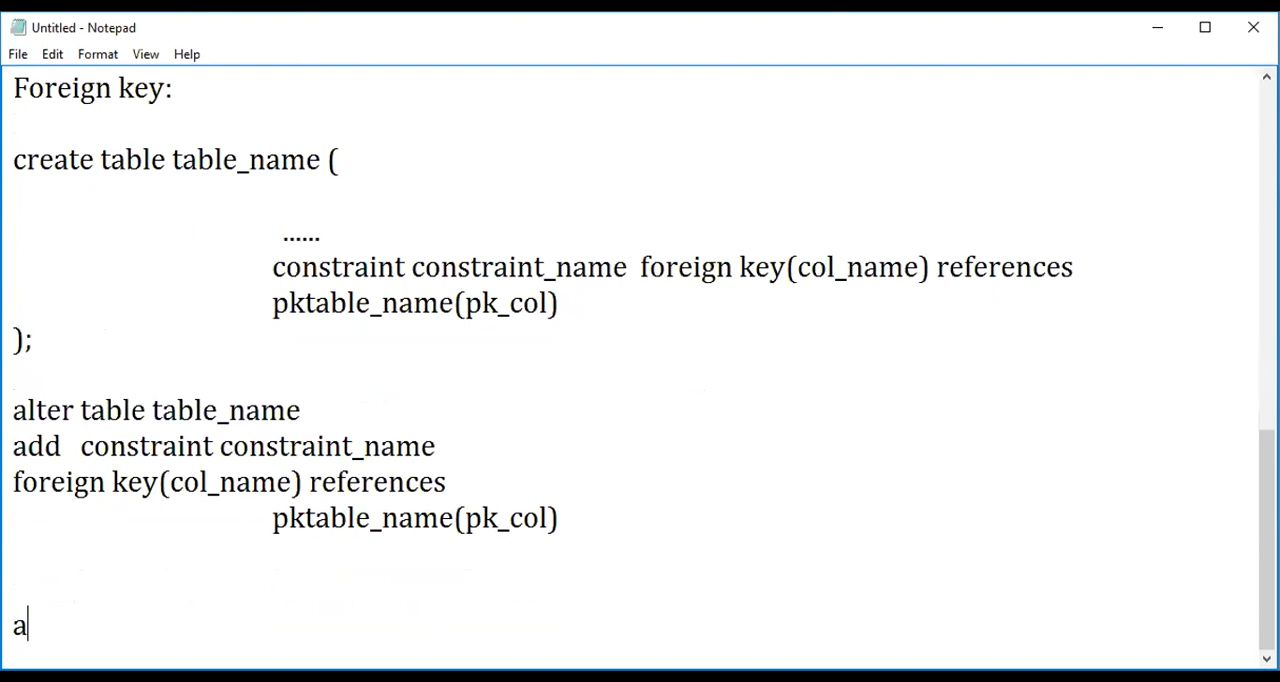 Untitled - Notepad
File Edit Format View Help
Foreign key:
create table table_name (
......
constraint constraint_name  foreign key(col_name) references
pktable_name(pk_col)
);
alter table table_name
add   constraint constraint_name
foreign key(col_name) references
pktable_name(pk_col)
a